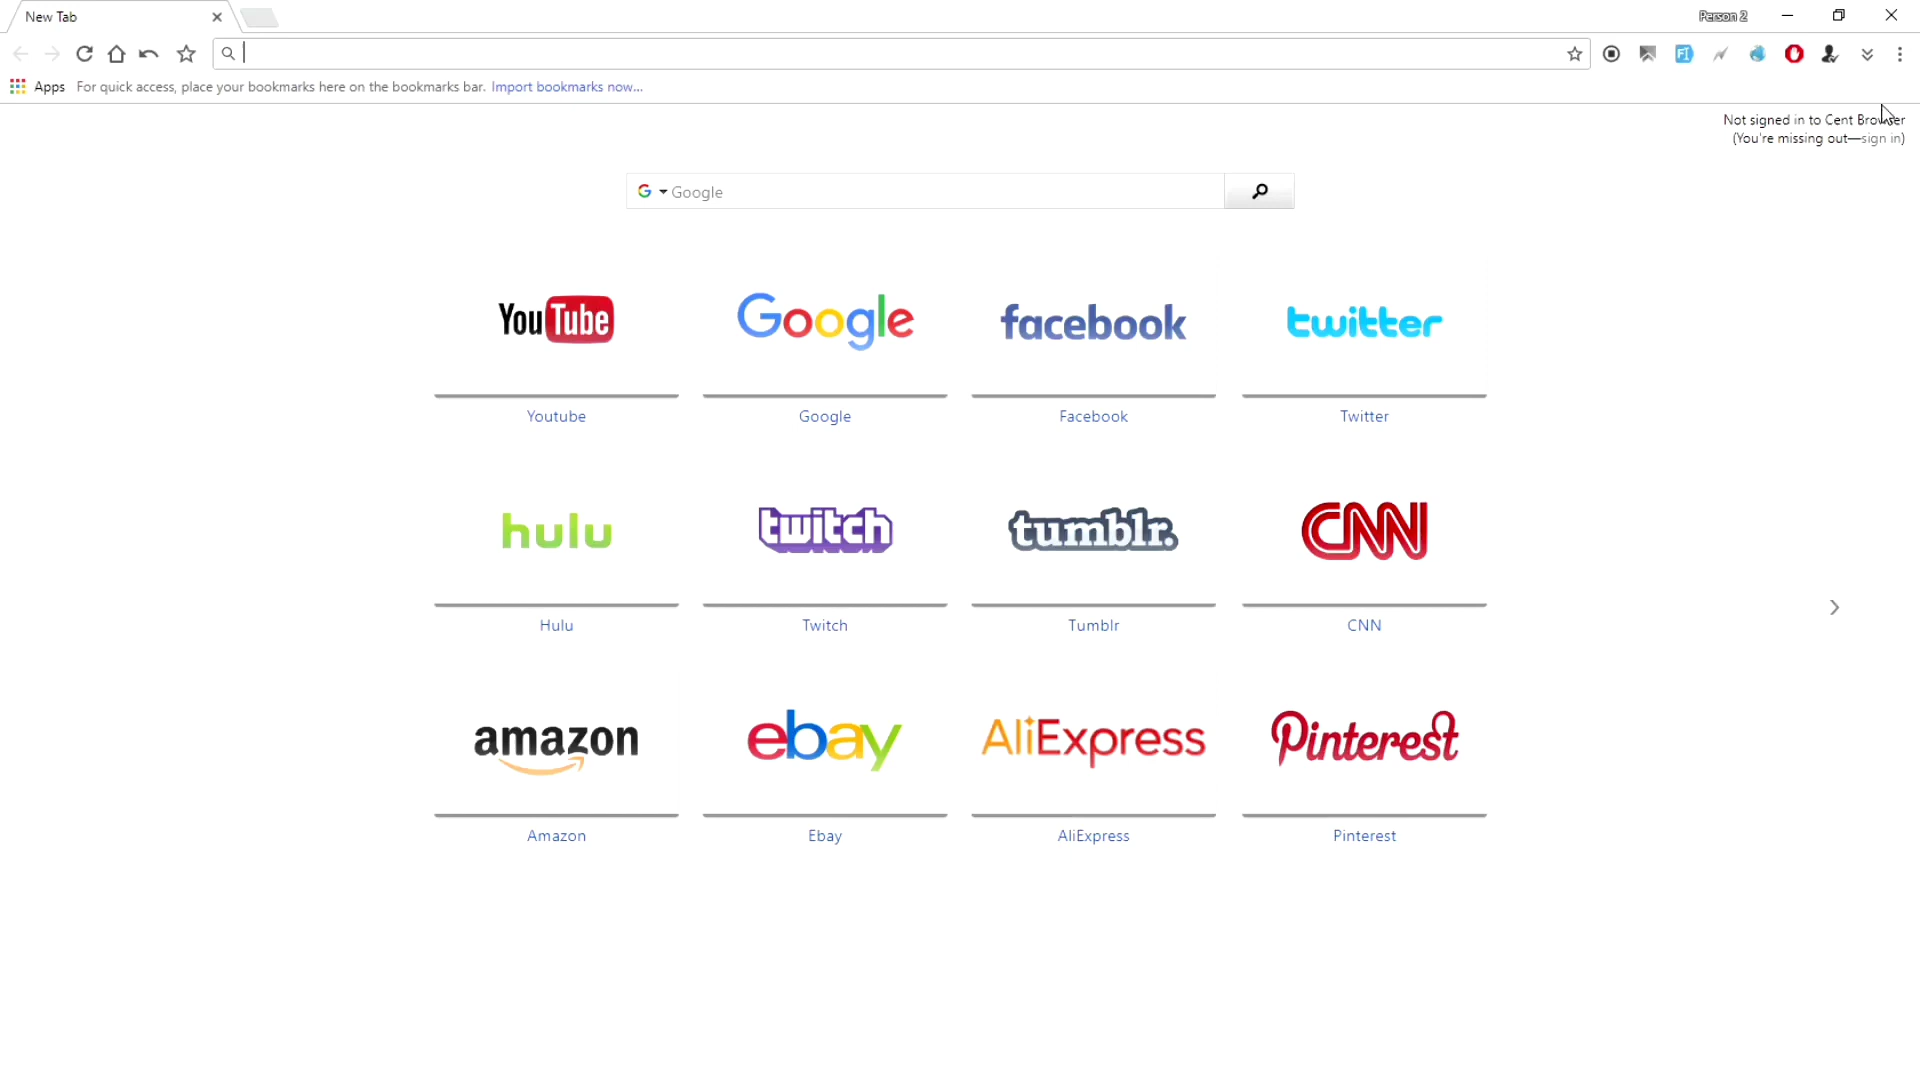 New Tab
Person 2
Apps For quick access, place your bookmarks here on the bookmarks bar. Import bookmarks now...
Not signed in to Cent Browser
(You're missing out—sign in)
Google
YouTube Google facebook twitter
Youtube Google Facebook Twitter
hulu twitch tumblr. CNN
Hulu Twitch Tumblr CNN
amazon ebay AliExpress Pinterest
Amazon Ebay AliExpress Pinterest